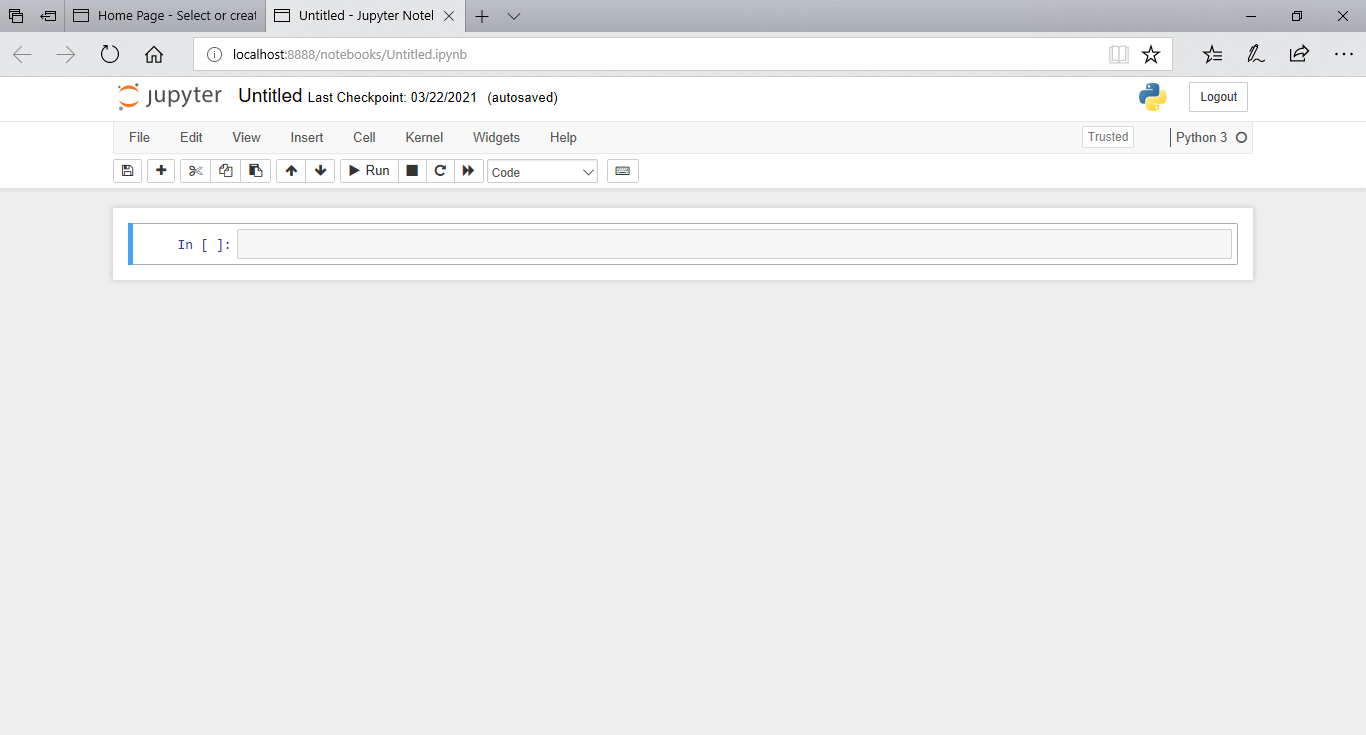 Home Page - Select or creat
Untitled - Jupyter Notel
localhost:8888/notebooks/Untitled.ipynb
jupyter Untitled Last Checkpoint: 03/22/2021 (autosaved)
Logout
File Edit View Insert Cell Kernel Widgets Help
Trusted
Python 3
Run
Code
In [ ]: